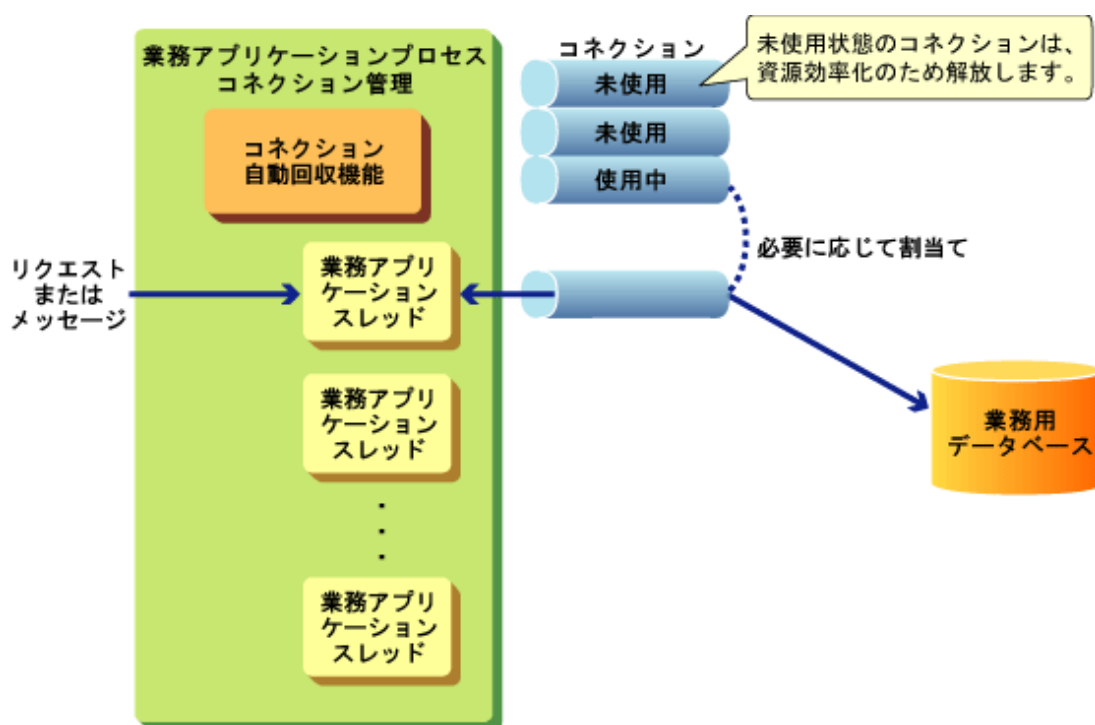 業務アプリケーションプロセス
コネクション管理
コネクション
自動回収機能
リクエスト
または
メッセージ
業務アプリ
ケーション
スレッド
業務アプリ
ケーション
スレッド
・
・
・
業務アプリ
ケーション
スレッド
コネクション
未使用
未使用
使用中
未使用状態のコネクションは、
資源効率化のため解放します。
必要に応じて割当て
業務用
データベース